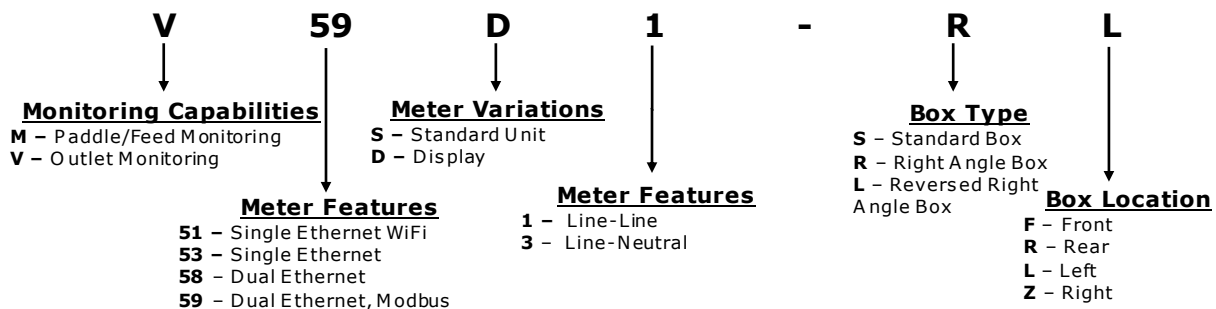 V 59 D 1 - R L
Monitoring Capabilities
M – Paddle/Feed Monitoring
V – Outlet Monitoring
Meter Features
51 – Single Ethernet WiFi
53 – Single Ethernet
58 – Dual Ethernet
59 – Dual Ethernet, Modbus
Meter Variations
S – Standard Unit
D – Display
Meter Features
1 – Line-Line
3 – Line-Neutral
Box Type
S – Standard Box
R – Right Angle Box
L – Reversed Right
Angle Box
Box Location
F – Front
R – Rear
L – Left
Z – Right